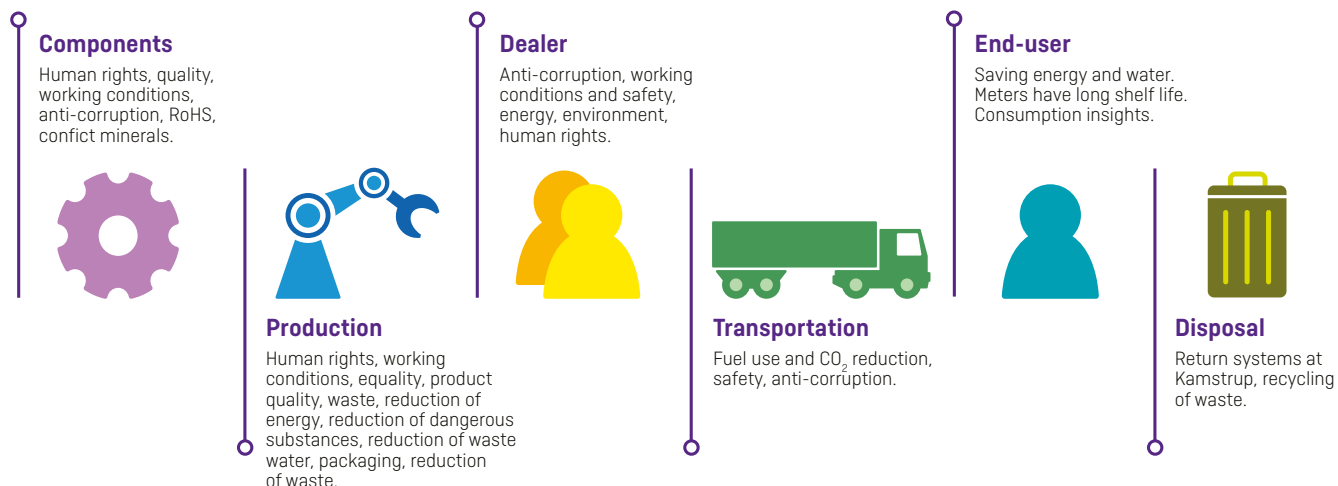 Components
Human rights, quality,
working conditions,
anti-corruption, RoHS,
confict minerals.
Production
Human rights, working
conditions, equality, product
quality, waste, reduction of
energy, reduction of dangerous
substances, reduction of waste
water, packaging, reduction
of waste.
Dealer
Anti-corruption, working
conditions and safety,
energy, environment,
human rights.
Transportation
Fuel use and CO₂ reduction,
safety, anti-corruption.
End-user
Saving energy and water.
Meters have long shelf life.
Consumption insights.
Disposal
Return systems at
Kamstrup, recycling
of waste.